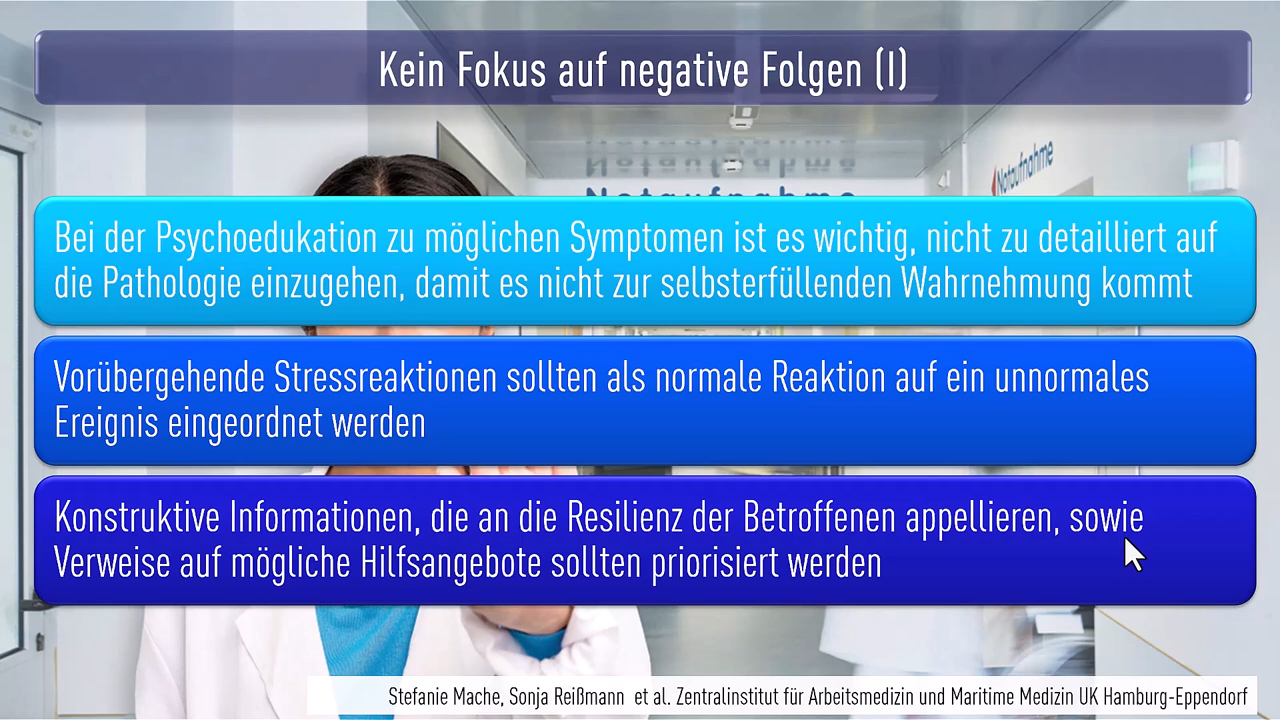 Kein Fokus auf negative Folgen (I)
Notaufnahme
Notaufnahme
Bei der Psychoedukation zu möglichen Symptomen ist es wichtig, nicht zu detailliert auf
die Pathologie einzugehen, damit es nicht zur selbsterfüllenden Wahrnehmung kommt
Vorübergehende Stressreaktionen sollten als normale Reaktion auf ein unnormales
Ereignis eingeordnet werden
Konstruktive Informationen, die an die Resilienz der Betroffenen appellieren, sowie
Verweise auf mögliche Hilfsangebote sollten priorisiert werden
Stefanie Mache, Sonja Reißmann et al. Zentralinstitut für Arbeitsmedizin und Maritime Medizin UK Hamburg-Eppendorf